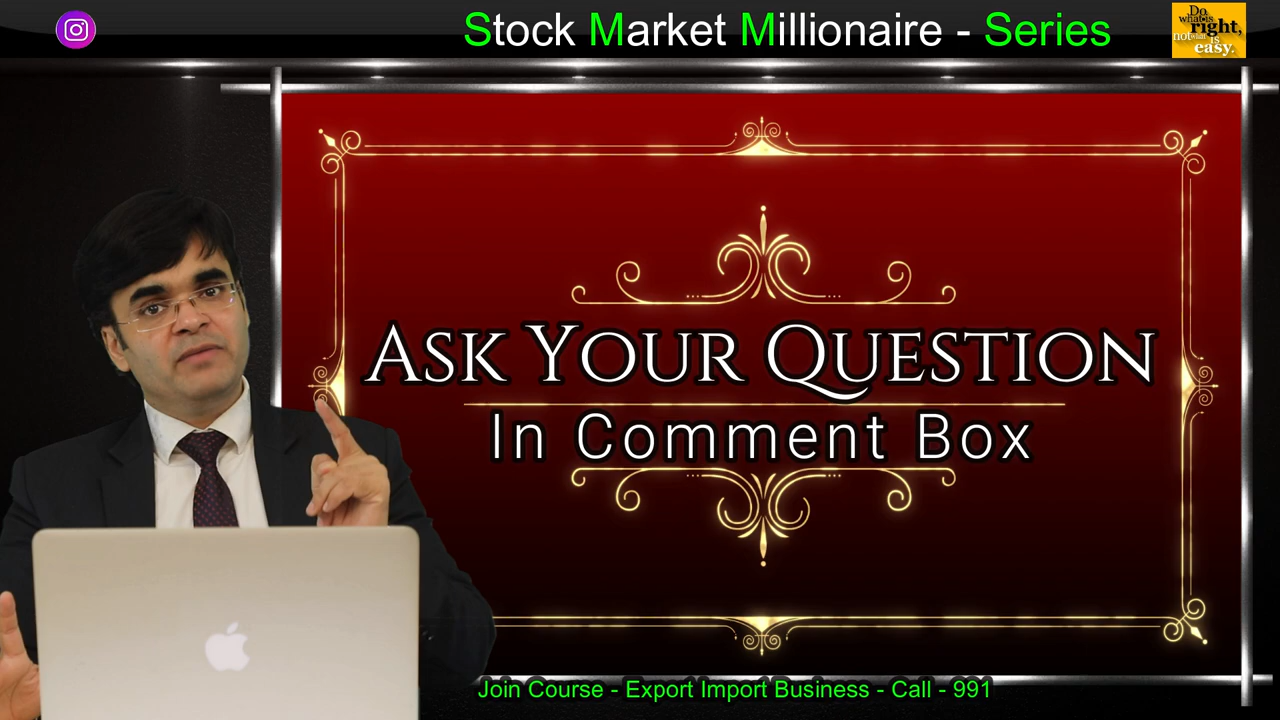 Stock Market Millionaire - Series
Do
what is
right,
not what
is
easy.
Ask Your Question
In Comment Box
Join Course - Export Import Business - Call - 991